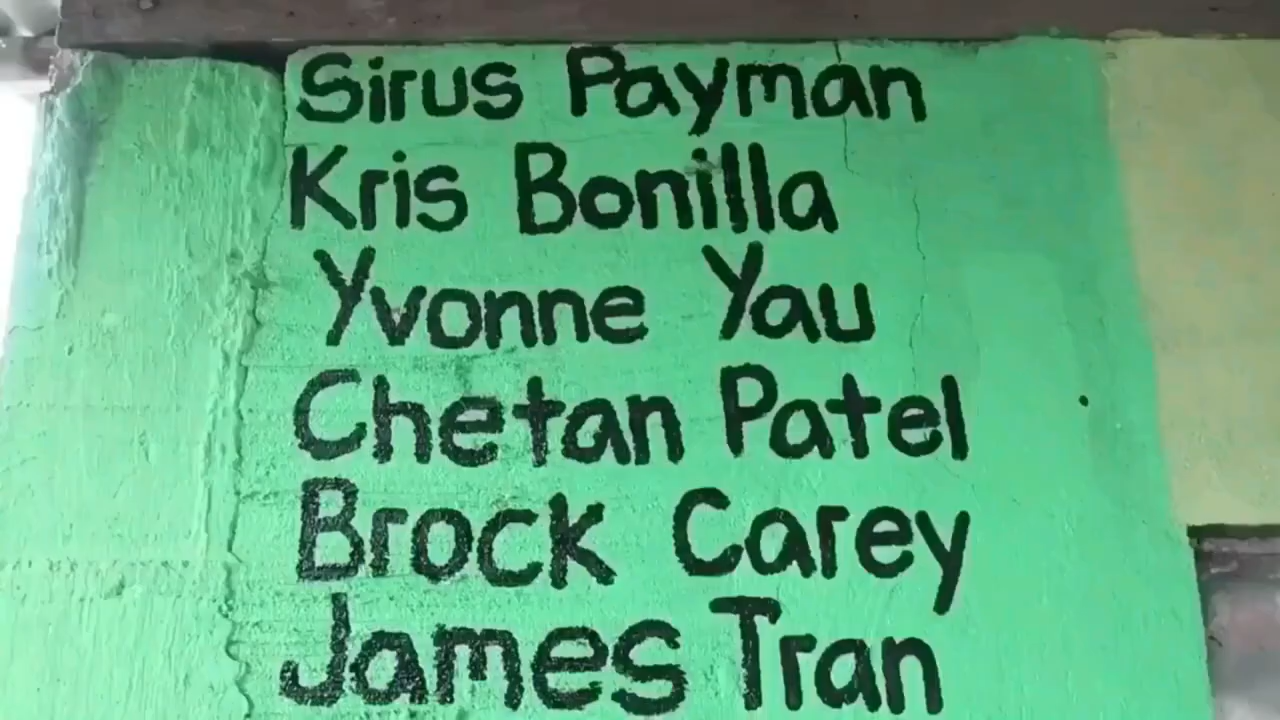 Sirus Payman
Kris Bonilla
Yvonne Yau
Chetan Patel
Brock Carey
James Tran